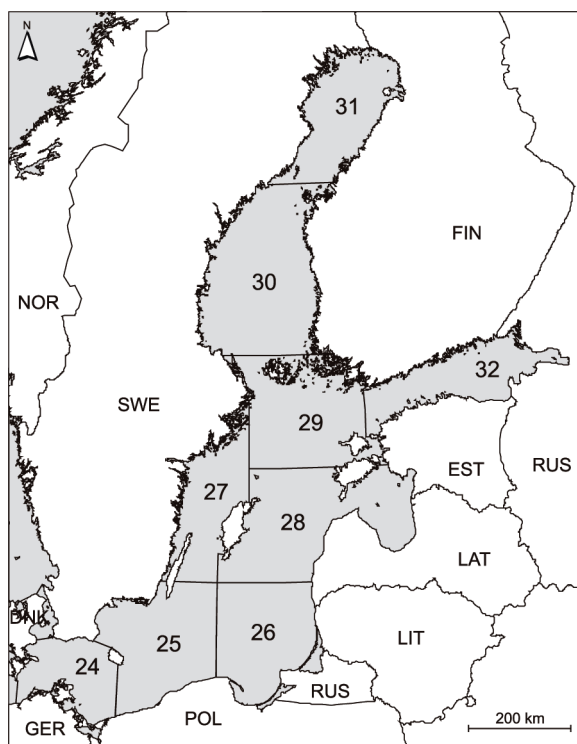 N
31
FIN
30
NOR
32
SWE
29
EST
RUS
27
28
LAT
DNK
25
26
LIT
24
RUS
POL
GER
200 km